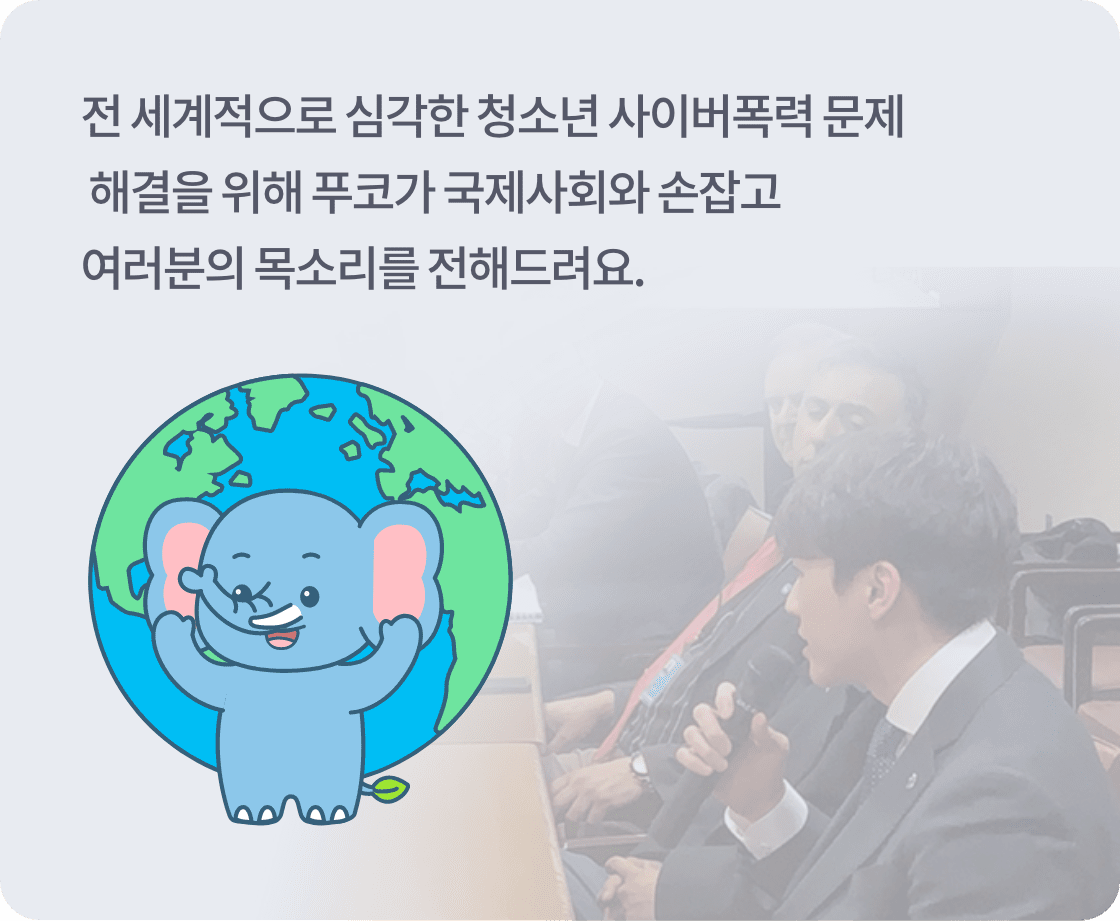 전 세계적으로 심각한 청소년 사이버폭력 문제
해결을 위해 푸코가 국제사회와 손잡고
여러분의 목소리를 전해드려요.